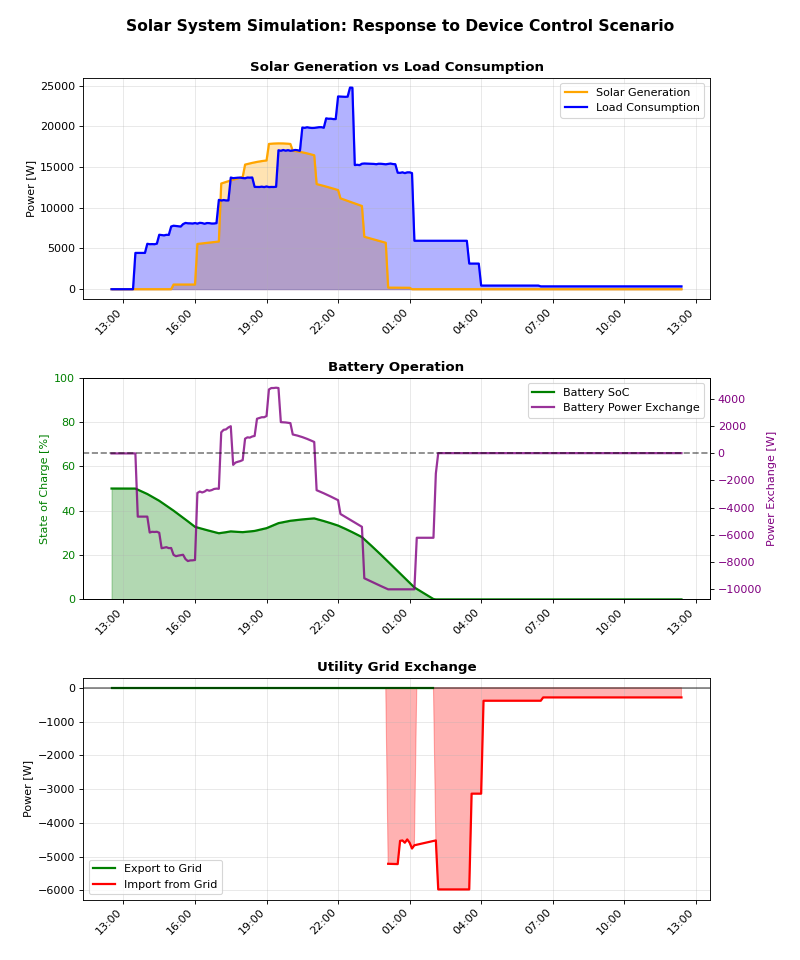 Solar System Simulation: Response to Device Control Scenario
Solar Generation vs Load Consumption
Power [W]
25000
20000
15000
10000
5000
0
Solar Generation
Load Consumption
13:00 16:00 19:00 22:00 01:00 04:00 07:00 10:00 13:00
Battery Operation
State of Charge [%]
100
80
60
40
20
0
Battery SoC
Battery Power Exchange
4000
2000
0
−2000
−4000
−6000
−8000
−10000
Power Exchange [W]
13:00 16:00 19:00 22:00 01:00 04:00 07:00 10:00 13:00
Utility Grid Exchange
Power [W]
0
−1000
−2000
−3000
−4000
−5000
−6000
Export to Grid
Import from Grid
13:00 16:00 19:00 22:00 01:00 04:00 07:00 10:00 13:00